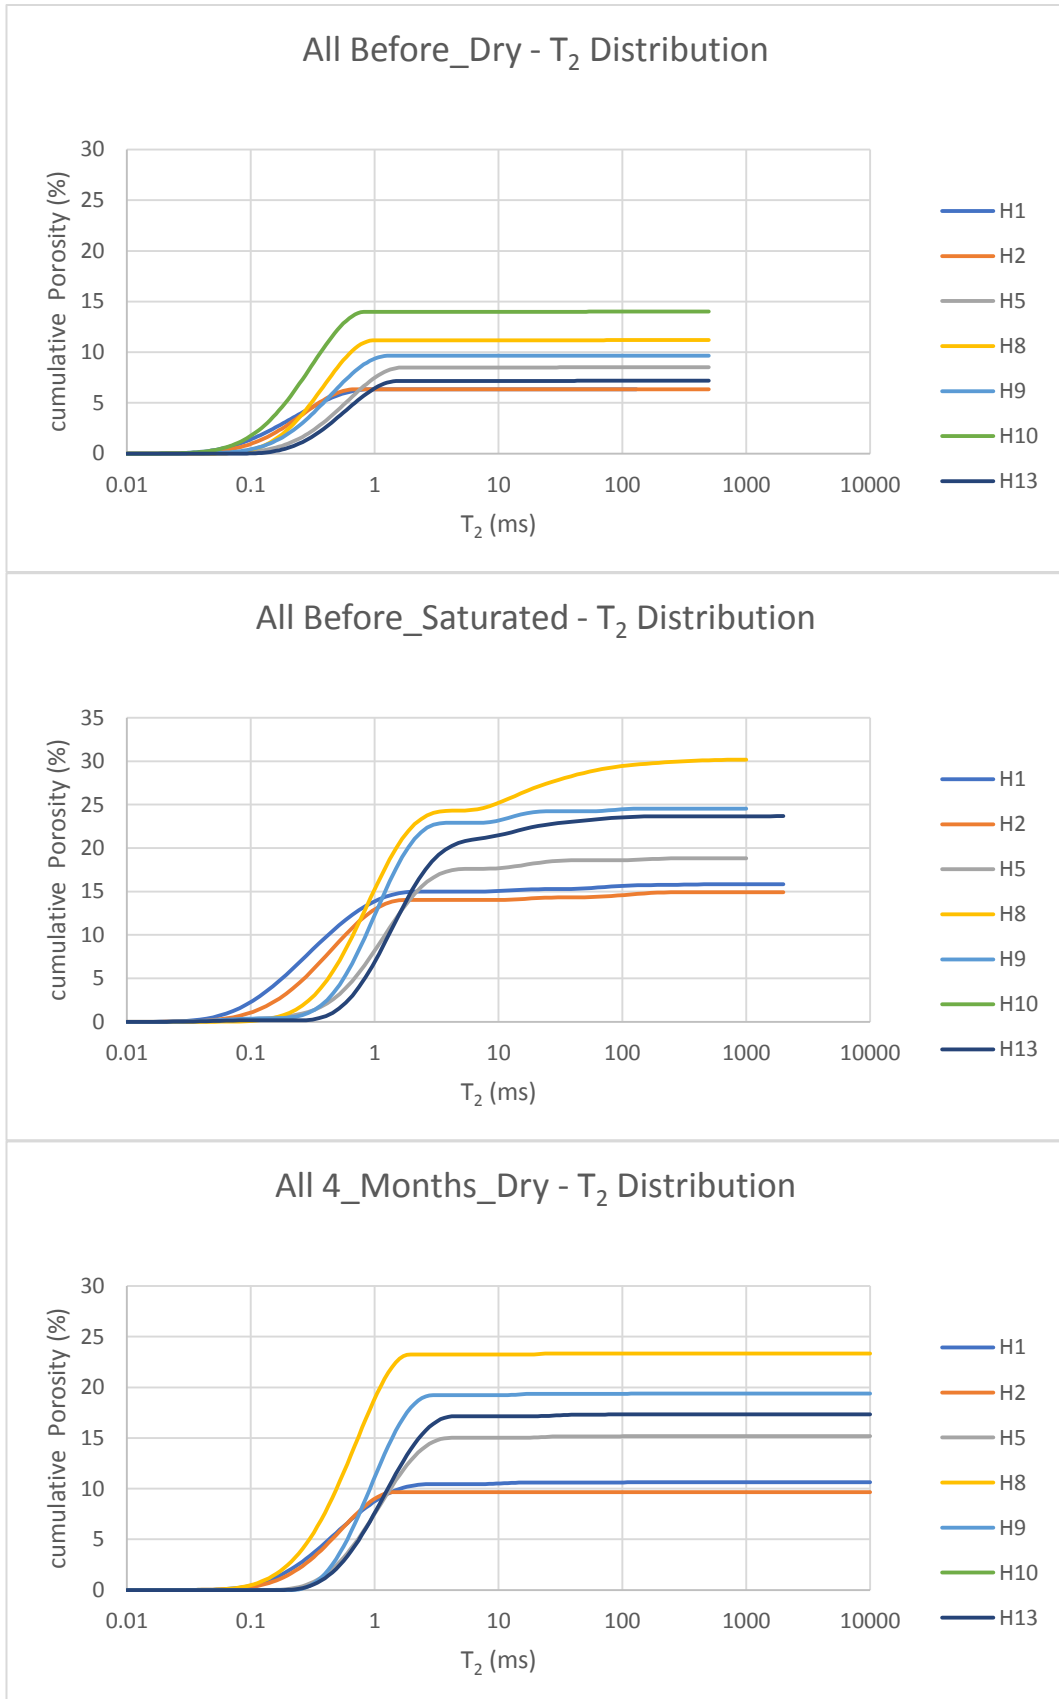 All Before_Dry - T2 Distribution
cumulative Porosity (%)
30
25
20
15
10
5
0
0.01 0.1 1 10 100 1000 10000
T2 (ms)
H1
H2
H5
H8
H9
H10
H13
All Before_Saturated - T2 Distribution
cumulative Porosity (%)
35
30
25
20
15
10
5
0
0.01 0.1 1 10 100 1000 10000
T2 (ms)
H1
H2
H5
H8
H9
H10
H13
All 4_Months_Dry - T2 Distribution
cumulative Porosity (%)
30
25
20
15
10
5
0
0.01 0.1 1 10 100 1000 10000
T2 (ms)
H1
H2
H5
H8
H9
H10
H13